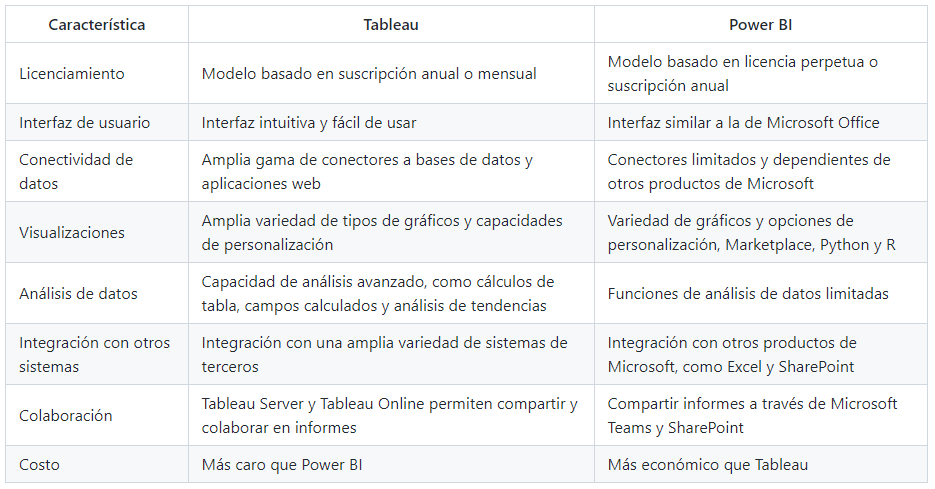 Característica
Tableau
Power BI
Licenciamiento
Modelo basado en suscripción anual o mensual
Modelo basado en licencia perpetua o
suscripción anual
Interfaz de usuario
Interfaz intuitiva y fácil de usar
Interfaz similar a la de Microsoft Office
Conectividad de
datos
Amplia gama de conectores a bases de datos y
aplicaciones web
Conectores limitados y dependientes de
otros productos de Microsoft
Visualizaciones
Amplia variedad de tipos de gráficos y capacidades
de personalización
Variedad de gráficos y opciones de
personalización, Marketplace, Python y R
Análisis de datos
Capacidad de análisis avanzado, como cálculos de
tabla, campos calculados y análisis de tendencias
Funciones de análisis de datos limitadas
Integración con otros
sistemas
Integración con una amplia variedad de sistemas de
terceros
Integración con otros productos de
Microsoft, como Excel y SharePoint
Colaboración
Tableau Server y Tableau Online permiten compartir y
colaborar en informes
Compartir informes a través de Microsoft
Teams y SharePoint
Costo
Más caro que Power BI
Más económico que Tableau